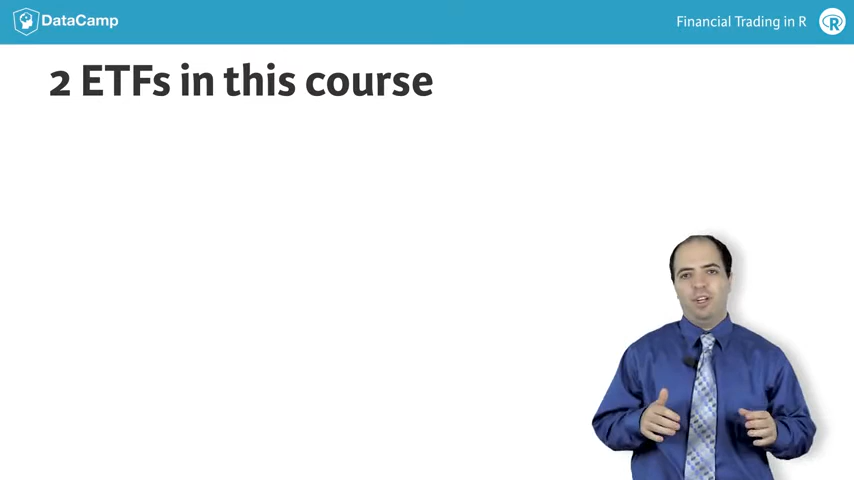 DataCamp
Financial Trading in R
R
2 ETFs in this course